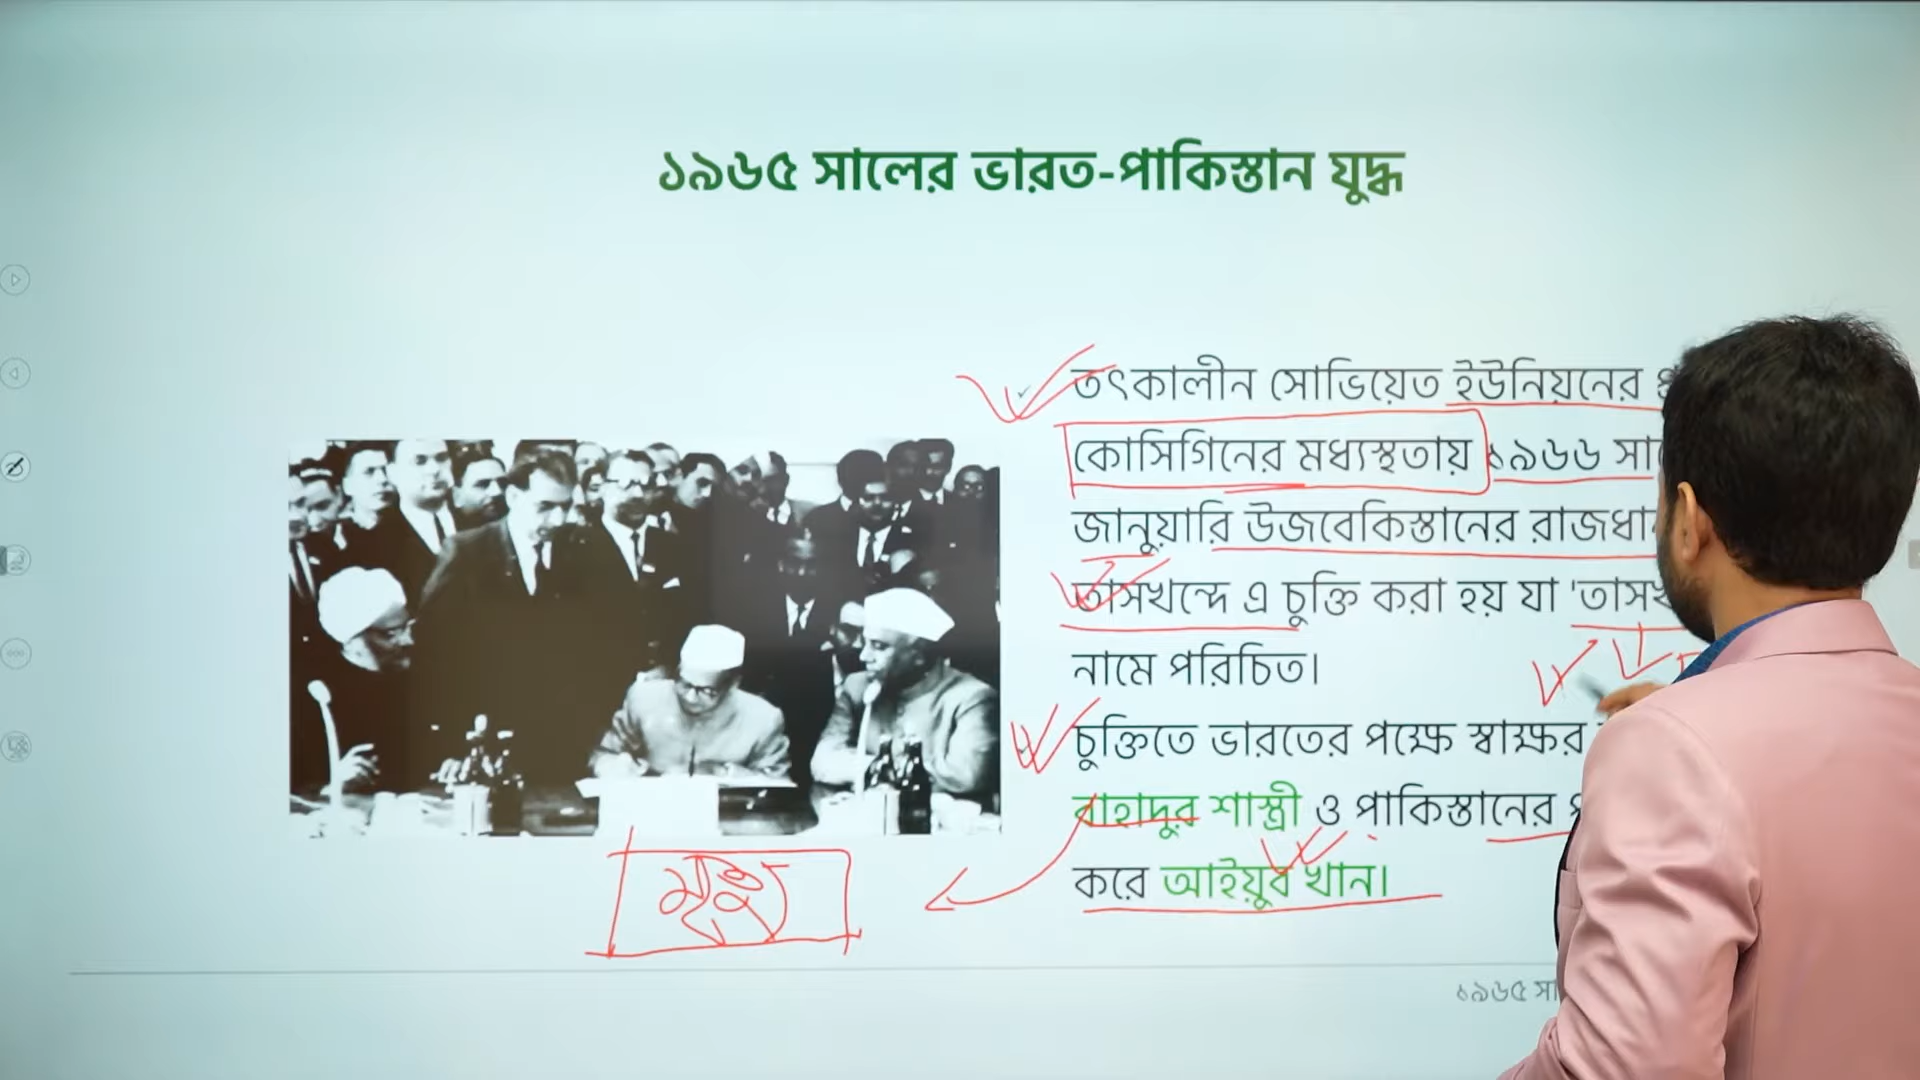 ১৯৬৫ সালের ভারত-পাকিস্তান যুদ্ধ
তৎকালীন সোভিয়েত ইউনিয়নের
কোসিগিনের মধ্যস্থতায় ১৯৬৬
জানুয়ারি উজবেকিস্তানের
তাসখন্দে এ চুক্তি করা হয় যা
নামে পরিচিত।
চুক্তিতে ভারতের পক্ষে স্বাক্ষর
বাহাদুর শাস্ত্রী ও পাকিস্তানের
করে আইয়ুব খান।
মৃত্যু
১৯৬৫